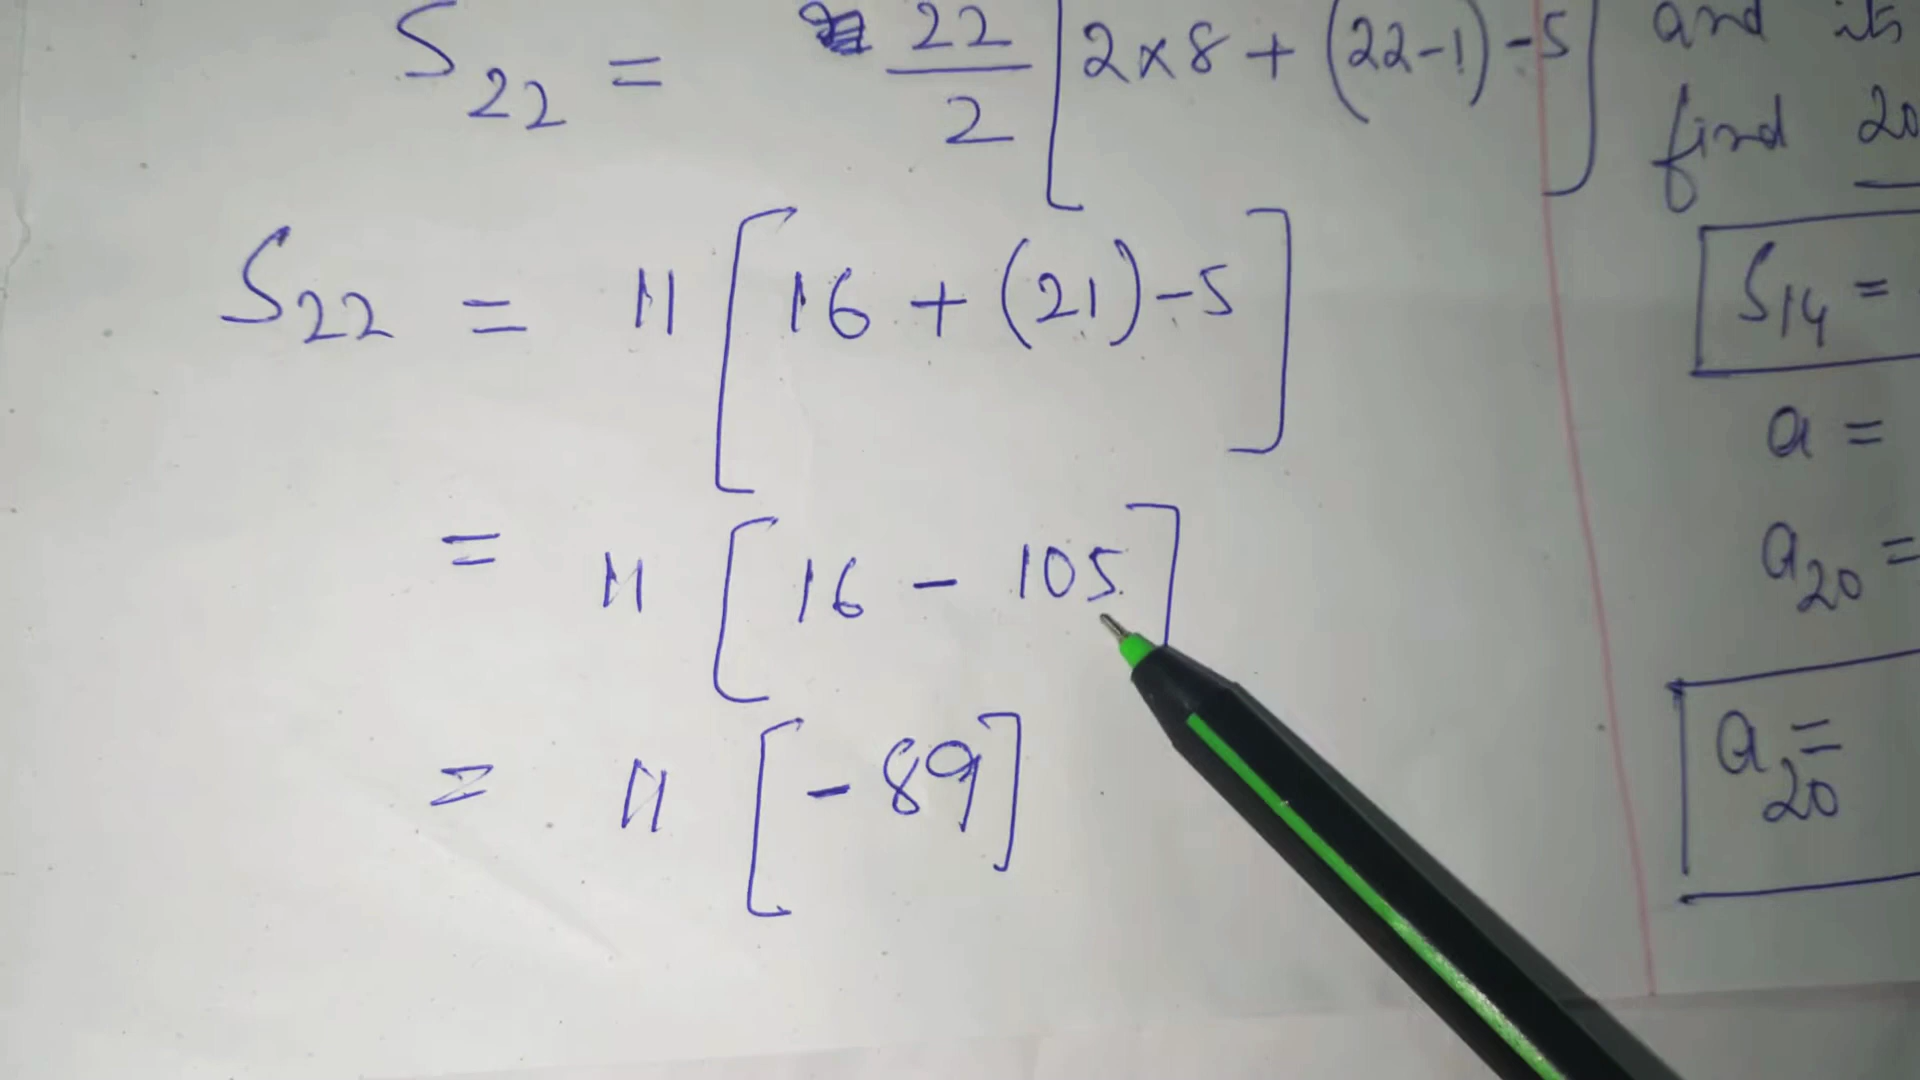 S22 = 22/2 [2×8 + (22-1)-5]
S22 = 11 [16 + (21)-5]
= 11 [16 - 105]
= 11 [-89]
and its
find 20
S14 =
a =
a20 =
a20 =